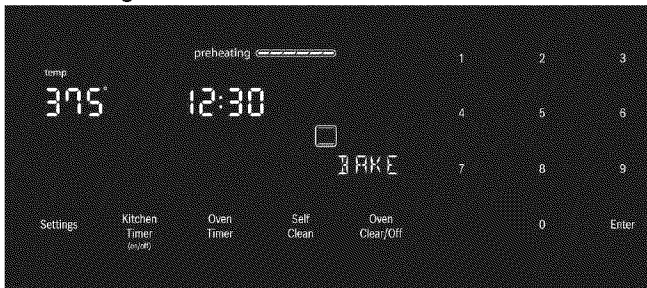 preheating
temp
375°
12:30
BAKE
1 2 3
4 5 6
7 8 9
0 Enter
Settings
Kitchen
Timer
(on/off)
Oven
Timer
Self
Clean
Oven
Clear/Off